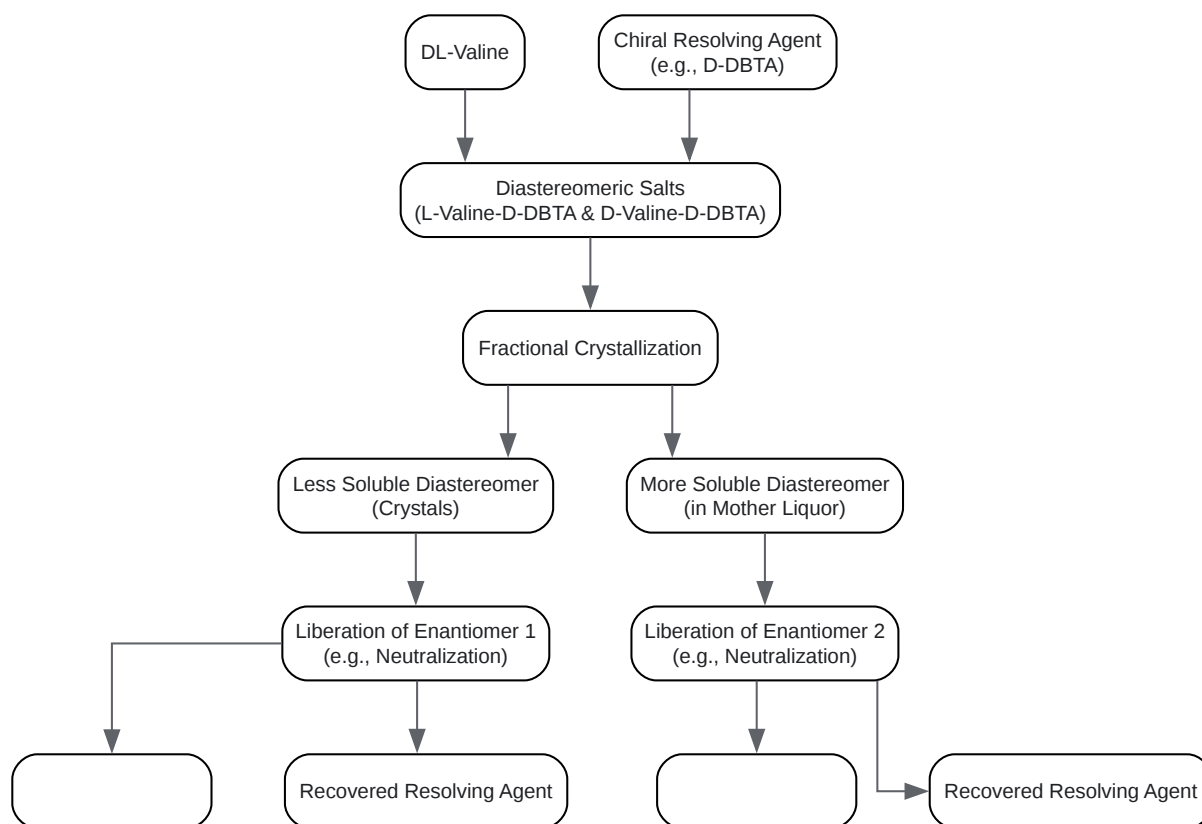 DL-Valine
Chiral Resolving Agent
(e.g., D-DBTA)
Diastereomeric Salts
(L-Valine-D-DBTA & D-Valine-D-DBTA)
Fractional Crystallization
Less Soluble Diastereomer
(Crystals)
More Soluble Diastereomer
(in Mother Liquor)
Liberation of Enantiomer 1
(e.g., Neutralization)
Liberation of Enantiomer 2
(e.g., Neutralization)
Recovered Resolving Agent
Recovered Resolving Agent